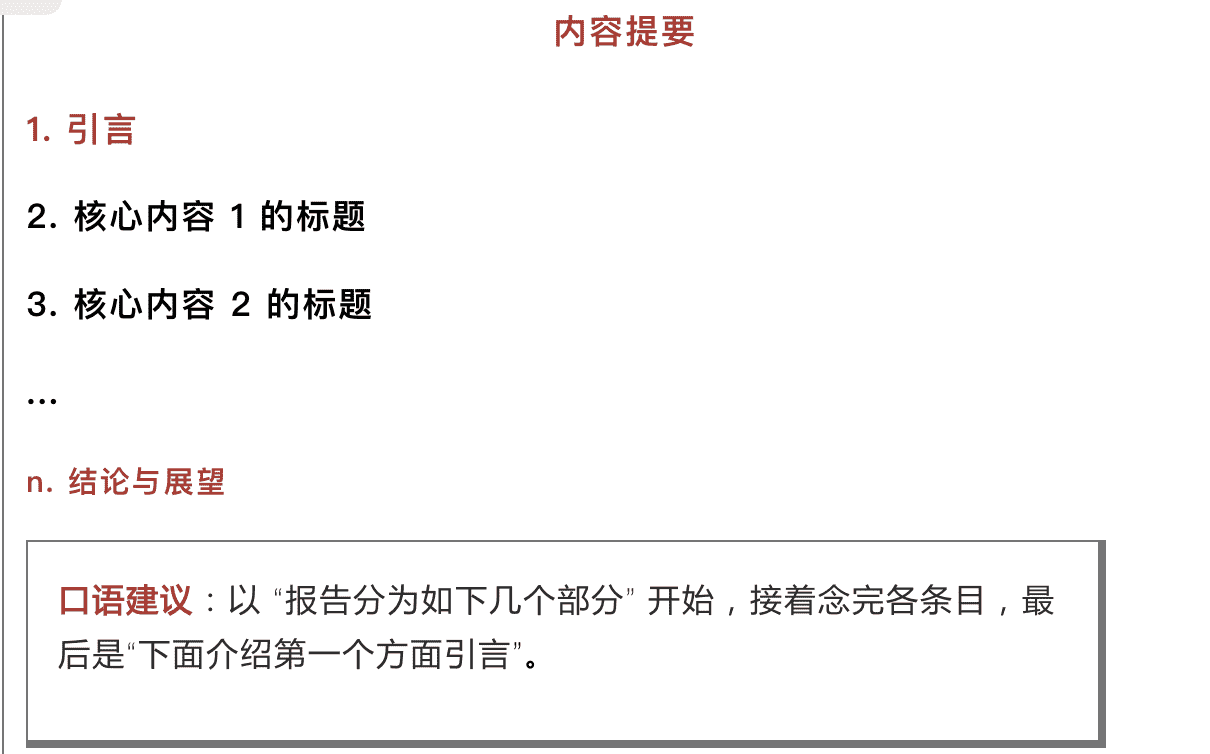 内容提要
1. 引言
2. 核心内容 1 的标题
3. 核心内容 2 的标题
...
n. 结论与展望
口语建议：以 “报告分为如下几个部分” 开始，接着念完各条目，最
后是“下面介绍第一个方面引言”。